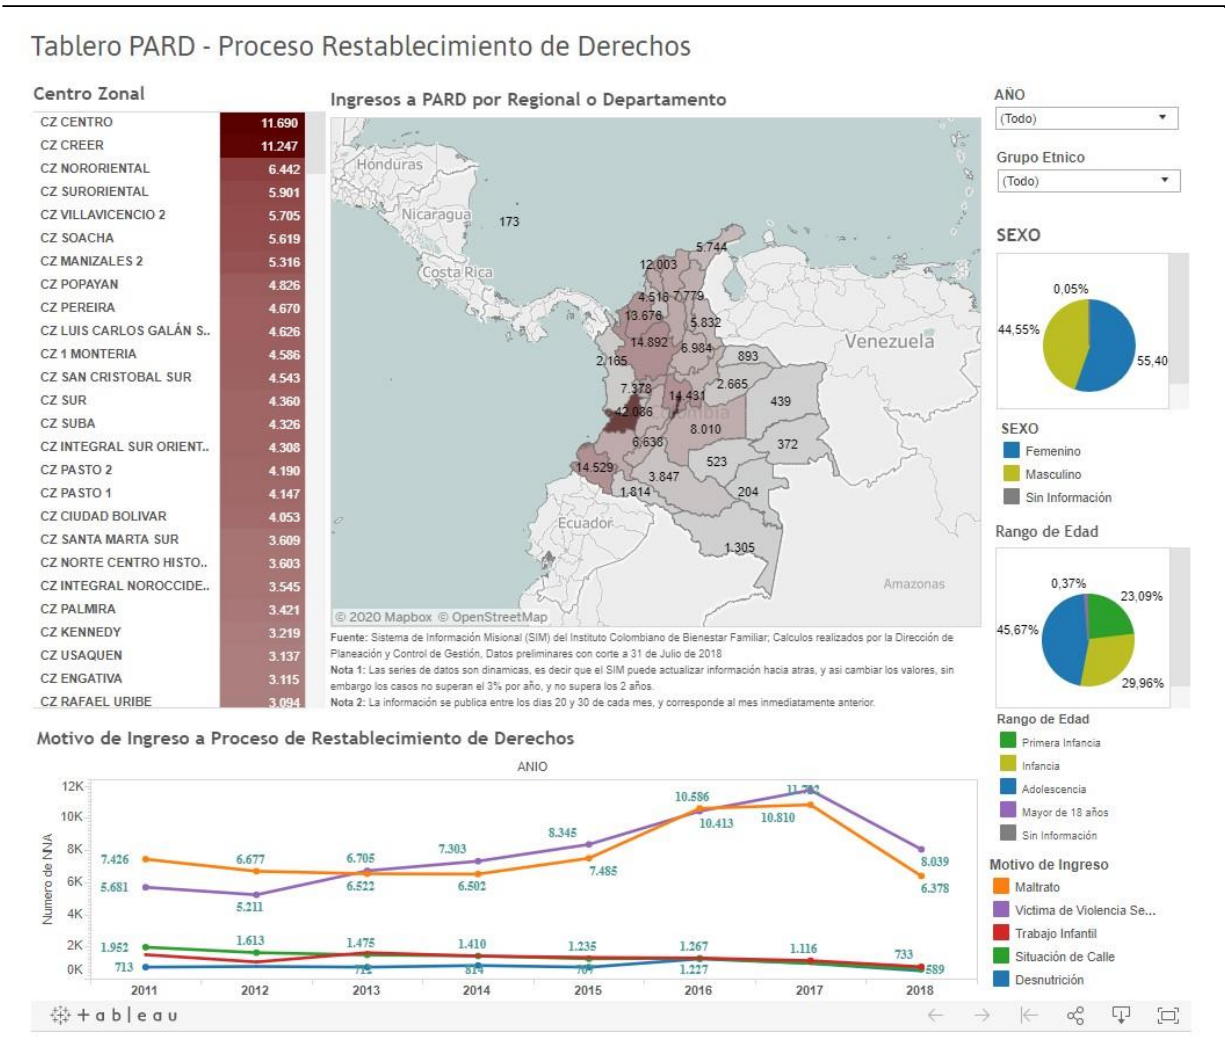 Tablero PARD - Proceso Restablecimiento de Derechos
Centro Zonal
CZ CENTRO 11.690
CZ CREER 11.247
CZ NORORIENTAL 6.442
CZ SURORIENTAL 5.901
CZ VILLAVICENCIO 2 5.705
CZ SOACHA 5.619
CZ MANIZALES 2 5.316
CZ POPAYAN 4.826
CZ PEREIRA 4.670
CZ LUIS CARLOS GALÁN S.. 4.626
CZ 1 MONTERIA 4.586
CZ SAN CRISTOBAL SUR 4.543
CZ SUR 4.360
CZ SUBA 4.326
CZ INTEGRAL SUR ORIENT.. 4.308
CZ PASTO 2 4.190
CZ PASTO 1 4.147
CZ CIUDAD BOLIVAR 4.053
CZ SANTA MARTA SUR 3.609
CZ NORTE CENTRO HISTO.. 3.603
CZ INTEGRAL NOROCCIDE.. 3.545
CZ PALMIRA 3.421
CZ KENNEDY 3.219
CZ USAQUEN 3.137
CZ ENGATIVA 3.115
CZ RAFAEL URIBE 3.094
Ingresos a PARD por Regional o Departamento
Honduras
Nicaragua
173
Costa Rica
5.744
12.003
4.516 7.779
13.676
5.832
14.892
6.984
Venezuela
893
2.165
7.378
2.665
14.431
439
42.086
8.010
6.638
372
14.529
523
3.847
1.814
204
Ecuador
1.305
Amazonas
© 2020 Mapbox © OpenStreetMap
Fuente: Sistema de Información Misional (SIM) del Instituto Colombiano de Bienestar Familiar; Calculos realizados por la Dirección de
Planeación y Control de Gestión, Datos preliminares con corte a 31 de Julio de 2018
Nota 1: Las series de datos son dinamicas, es decir que el SIM puede actualizar información hacia atras, y asi cambiar los valores, sin
embargo los casos no superan el 3% por año, y no supera los 2 años.
Nota 2: La información se publica entre los dias 20 y 30 de cada mes, y corresponde al mes inmediatamente anterior.
AÑO
(Todo)
Grupo Etnico
(Todo)
SEXO
0,05%
44,55%
55,40
SEXO
Femenino
Masculino
Sin Información
Rango de Edad
0,37%
23,09%
45,67%
29,96%
Rango de Edad
Primera Infancia
Infancia
Adolescencia
Mayor de 18 años
Sin Información
Motivo de Ingreso
Maltrato
Victima de Violencia Se...
Trabajo Infantil
Situación de Calle
Desnutrición
Motivo de Ingreso a Proceso de Restablecimiento de Derechos
ANIO
Numero de NNA
12K
10K
8K
6K
4K
2K
0K
7.426 6.677 6.705 7.303 8.345 10.586
5.681 5.211 6.522 6.502 7.485 10.413 10.810 8.039
6.378
1.952 1.613 1.475 1.410 1.235 1.267 1.116 733
713 814 1.227 589
2011 2012 2013 2014 2015 2016 2017 2018
+ a b l e a u